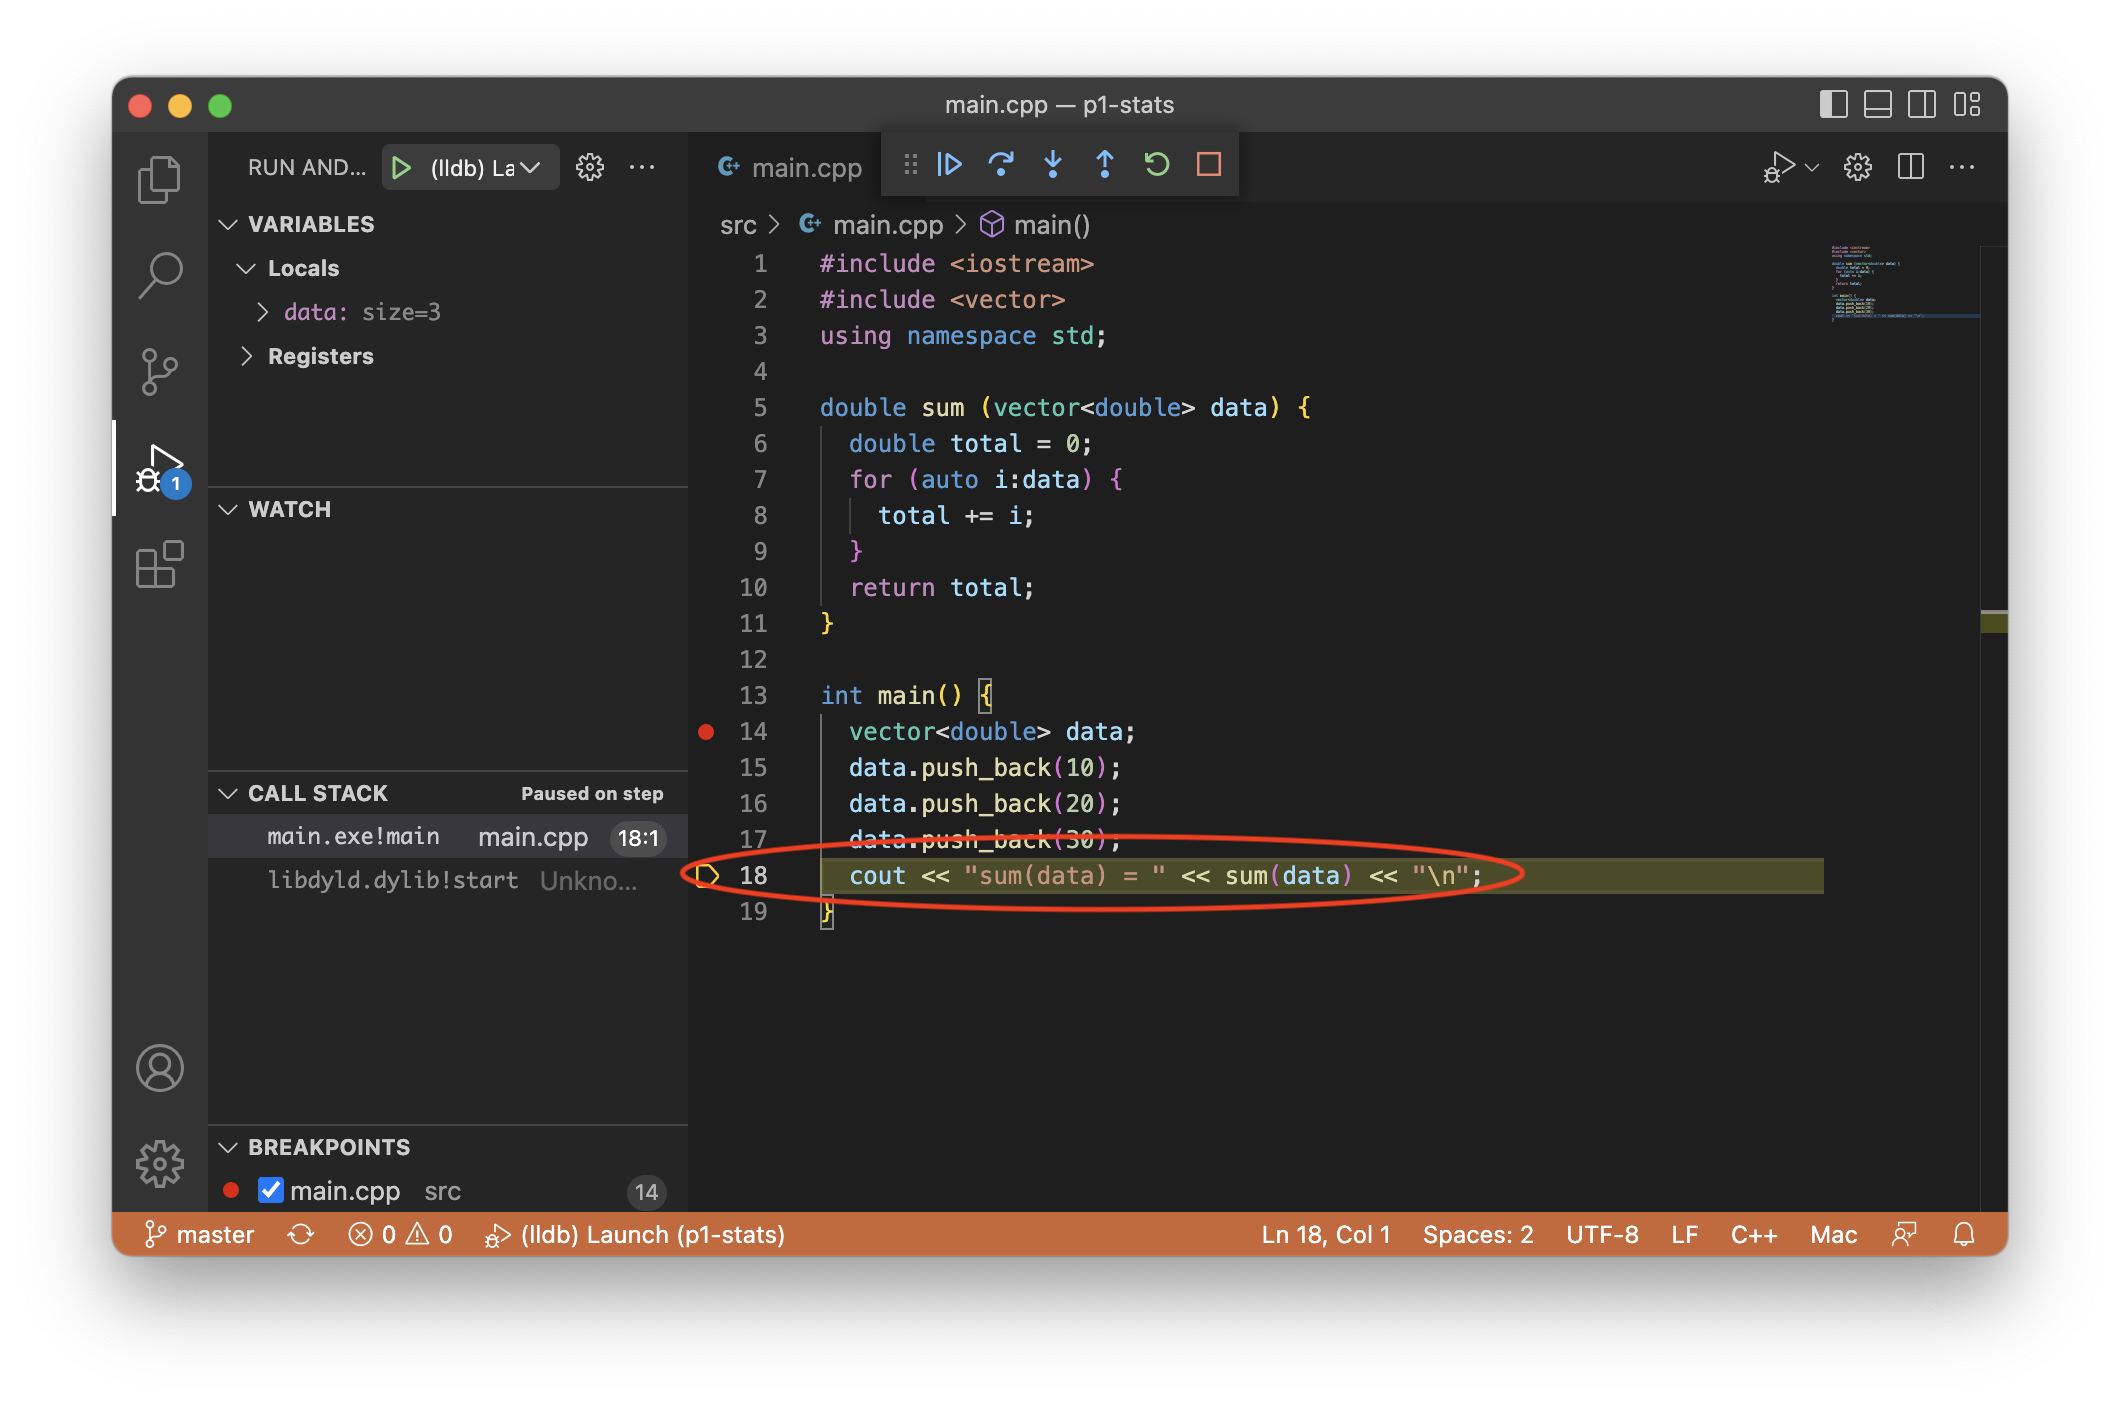 main.cpp — p1-stats
RUN AND...
(lldb) La
main.cpp
VARIABLES
Locals
data: size=3
Registers
WATCH
CALL STACK
Paused on step
main.exe!main main.cpp 18:1
libdyld.dylib!start Unkno...
BREAKPOINTS
main.cpp src 14
src > main.cpp > main()
1 #include <iostream>
2 #include <vector>
3 using namespace std;
4
5 double sum (vector<double> data) {
6 double total = 0;
7 for (auto i:data) {
8 total += i;
9 }
10 return total;
11 }
12
13 int main() {
14 vector<double> data;
15 data.push_back(10);
16 data.push_back(20);
17 data.push_back(30);
18 cout << "sum(data) = " << sum(data) << "\n";
19 }
1
master 0 0 (lldb) Launch (p1-stats) Ln 18, Col 1 Spaces: 2 UTF-8 LF C++ Mac